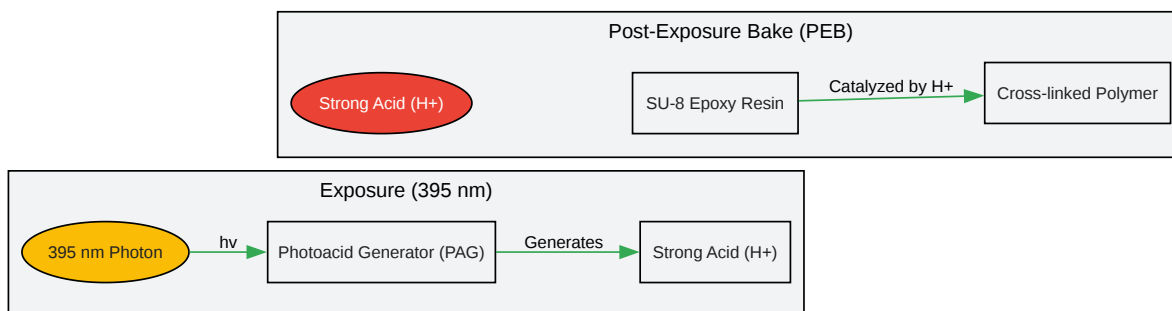 Post-Exposure Bake (PEB)
Strong Acid (H+)
SU-8 Epoxy Resin
Catalyzed by H+
Cross-linked Polymer
Exposure (395 nm)
395 nm Photon
hv
Photoacid Generator (PAG)
Generates
Strong Acid (H+)